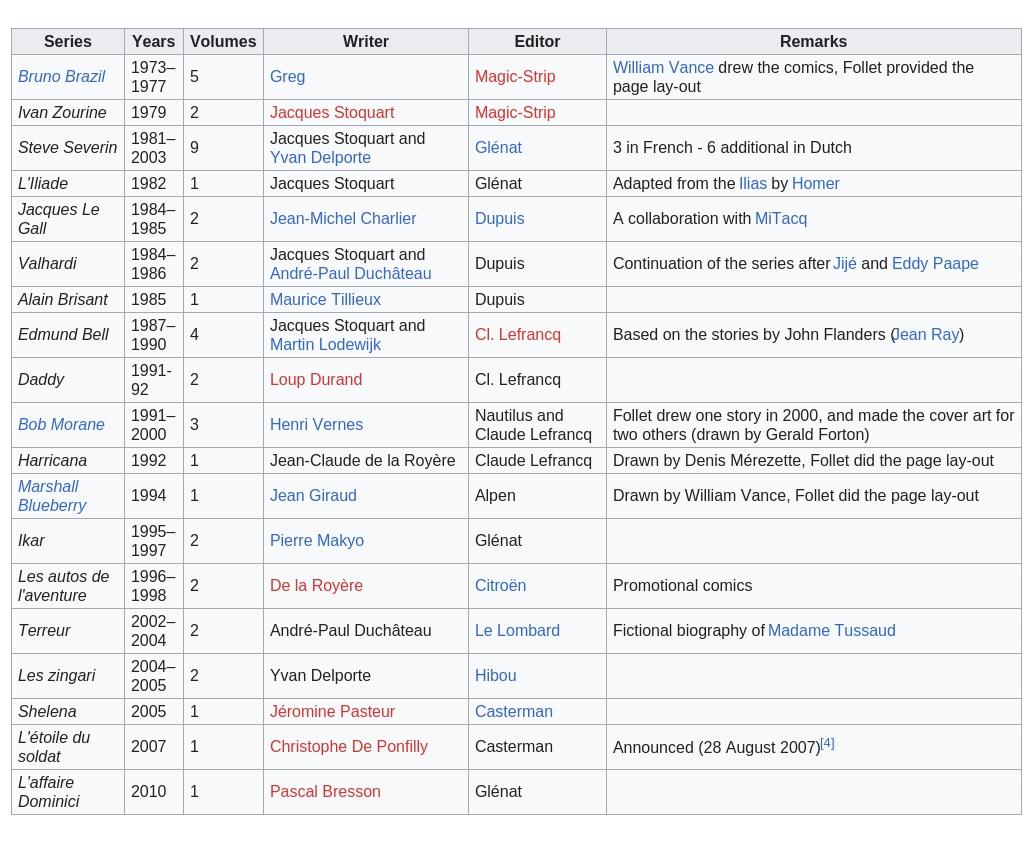 Series Years Volumes Writer Editor Remarks
Bruno Brazil 1973–1977 5 Greg Magic-Strip William Vance drew the comics, Follet provided the page lay-out
Ivan Zourine 1979 2 Jacques Stoquart Magic-Strip
Steve Severin 1981–2003 9 Jacques Stoquart and Yvan Delporte Glénat 3 in French - 6 additional in Dutch
L'Iliade 1982 1 Jacques Stoquart Glénat Adapted from the Ilias by Homer
Jacques Le Gall 1984–1985 2 Jean-Michel Charlier Dupuis A collaboration with MiTacq
Valhardi 1984–1986 2 Jacques Stoquart and André-Paul Duchâteau Dupuis Continuation of the series after Jijé and Eddy Paape
Alain Brisant 1985 1 Maurice Tillieux Dupuis
Edmund Bell 1987–1990 4 Jacques Stoquart and Martin Lodewijk Cl. Lefrancq Based on the stories by John Flanders (Jean Ray)
Daddy 1991-92 2 Loup Durand Cl. Lefrancq
Bob Morane 1991–2000 3 Henri Vernes Nautilus and Claude Lefrancq Follet drew one story in 2000, and made the cover art for two others (drawn by Gerald Forton)
Harricana 1992 1 Jean-Claude de la Royère Claude Lefrancq Drawn by Denis Mérezette, Follet did the page lay-out
Marshall Blueberry 1994 1 Jean Giraud Alpen Drawn by William Vance, Follet did the page lay-out
Ikar 1995–1997 2 Pierre Makyo Glénat
Les autos de l'aventure 1996–1998 2 De la Royère Citroën Promotional comics
Terreur 2002–2004 2 André-Paul Duchâteau Le Lombard Fictional biography of Madame Tussaud
Les zingari 2004–2005 2 Yvan Delporte Hibou
Shelena 2005 1 Jéromine Pasteur Casterman
L'étoile du soldat 2007 1 Christophe De Ponfilly Casterman Announced (28 August 2007)[4]
L'affaire Dominici 2010 1 Pascal Bresson Glénat